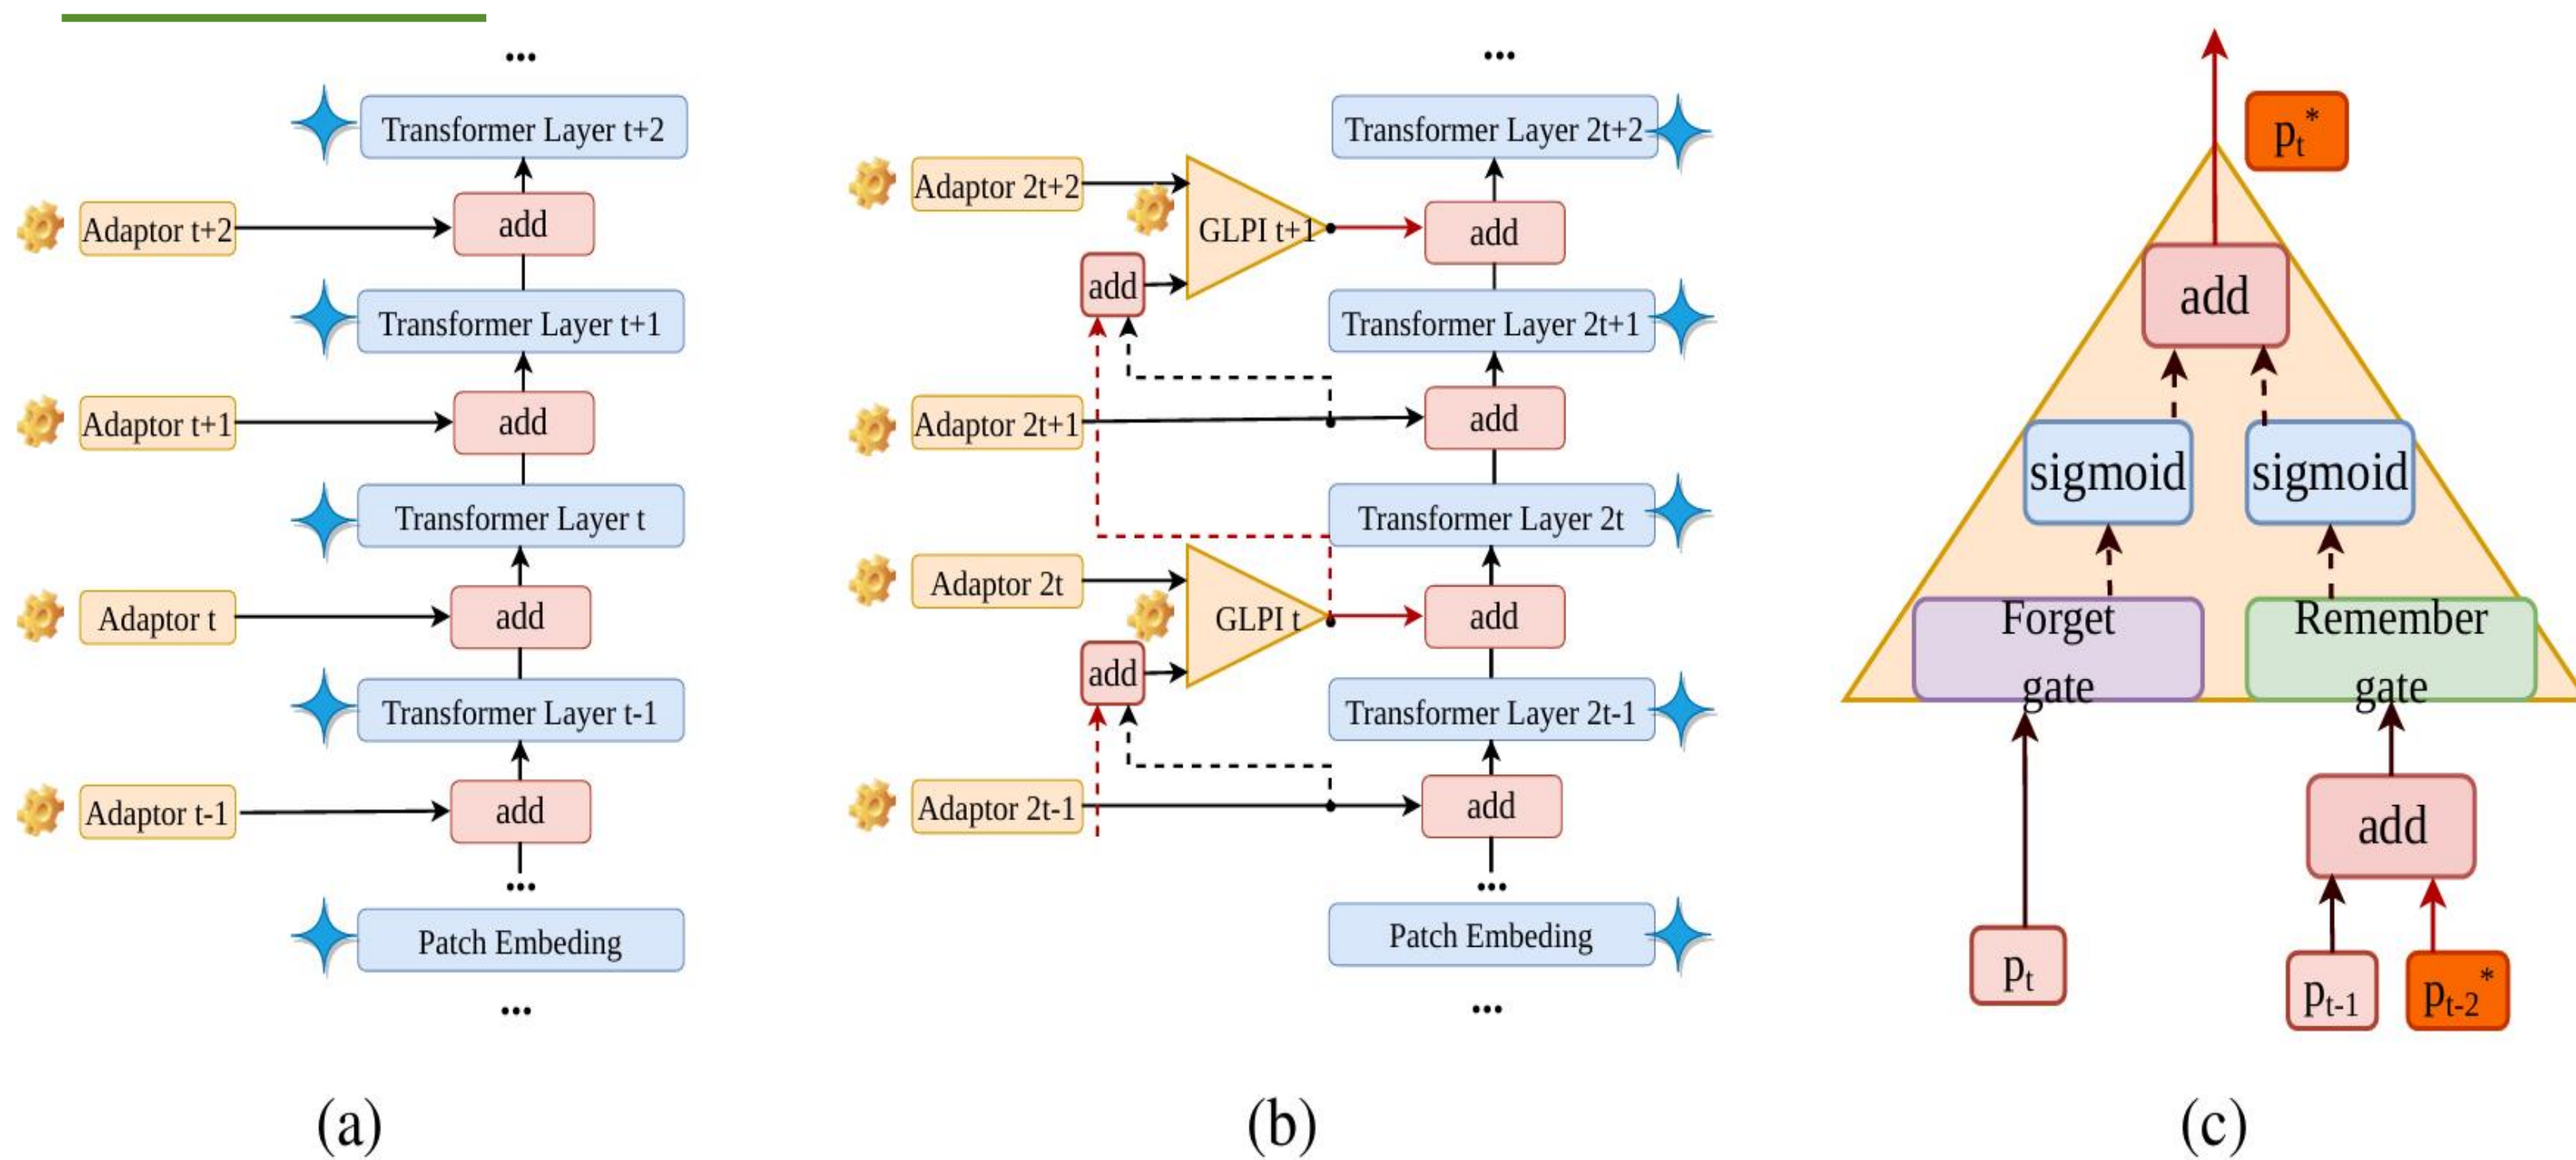 ...
Transformer Layer t+2
Adaptor t+2
add
Transformer Layer t+1
Adaptor t+1
add
Transformer Layer t
Adaptor t
add
Transformer Layer t-1
Adaptor t-1
add
...
Patch Embeding
...
(a)
...
Transformer Layer 2t+2
Adaptor 2t+2
GLPI t+1
add
add
Transformer Layer 2t+1
Adaptor 2t+1
add
Transformer Layer 2t
Adaptor 2t
GLPI t
add
add
Transformer Layer 2t-1
Adaptor 2t-1
add
...
Patch Embeding
...
(b)
pt*
add
sigmoid
sigmoid
Forget
gate
Remember
gate
add
pt
pt-1
pt-2*
(c)